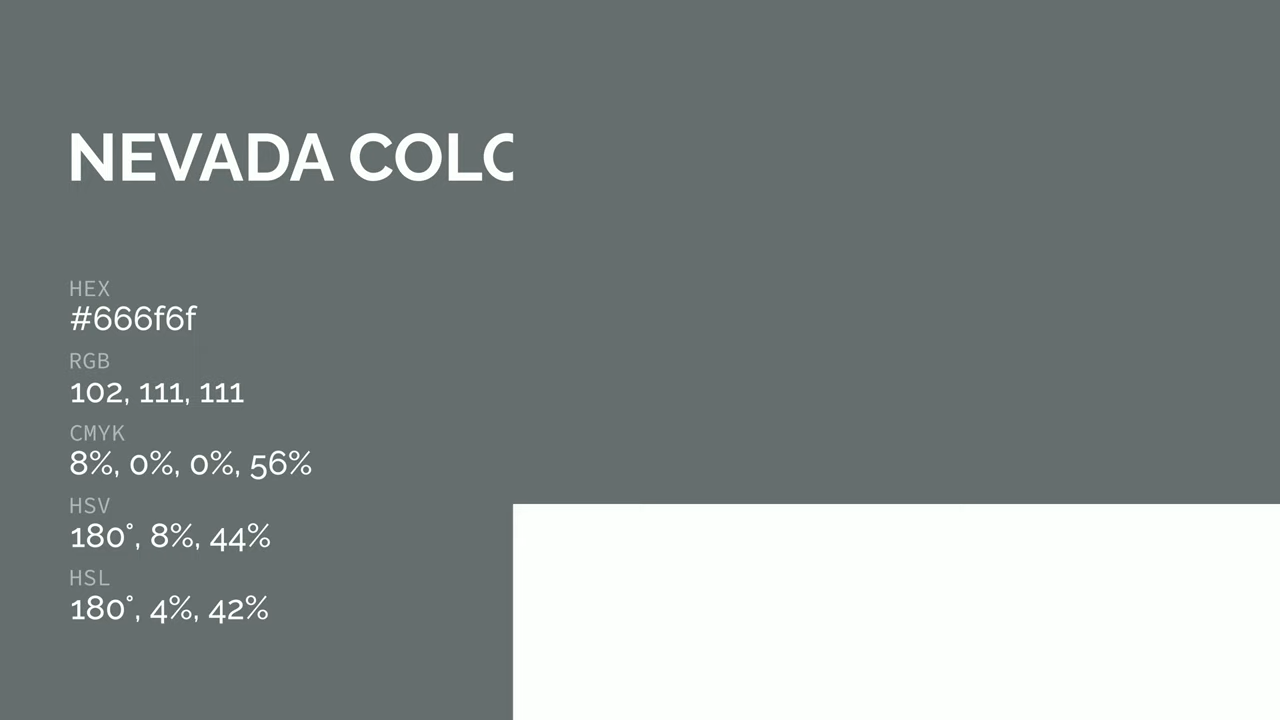 NEVADA COLO
HEX
#666f6f
RGB
102, 111, 111
CMYK
8%, 0%, 0%, 56%
HSV
180°, 8%, 44%
HSL
180°, 4%, 42%